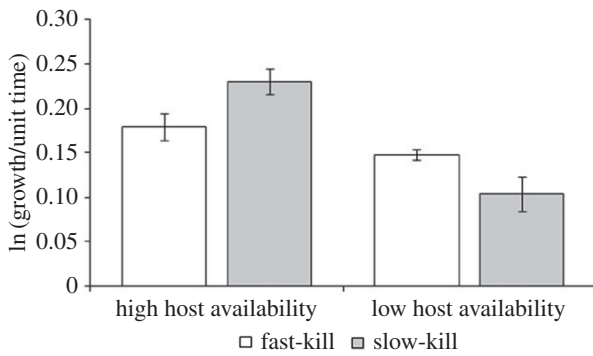 0.30
0.25
0.20
0.15
0.10
0.05
0
ln (growth/unit time)
high host availability low host availability
fast-kill slow-kill